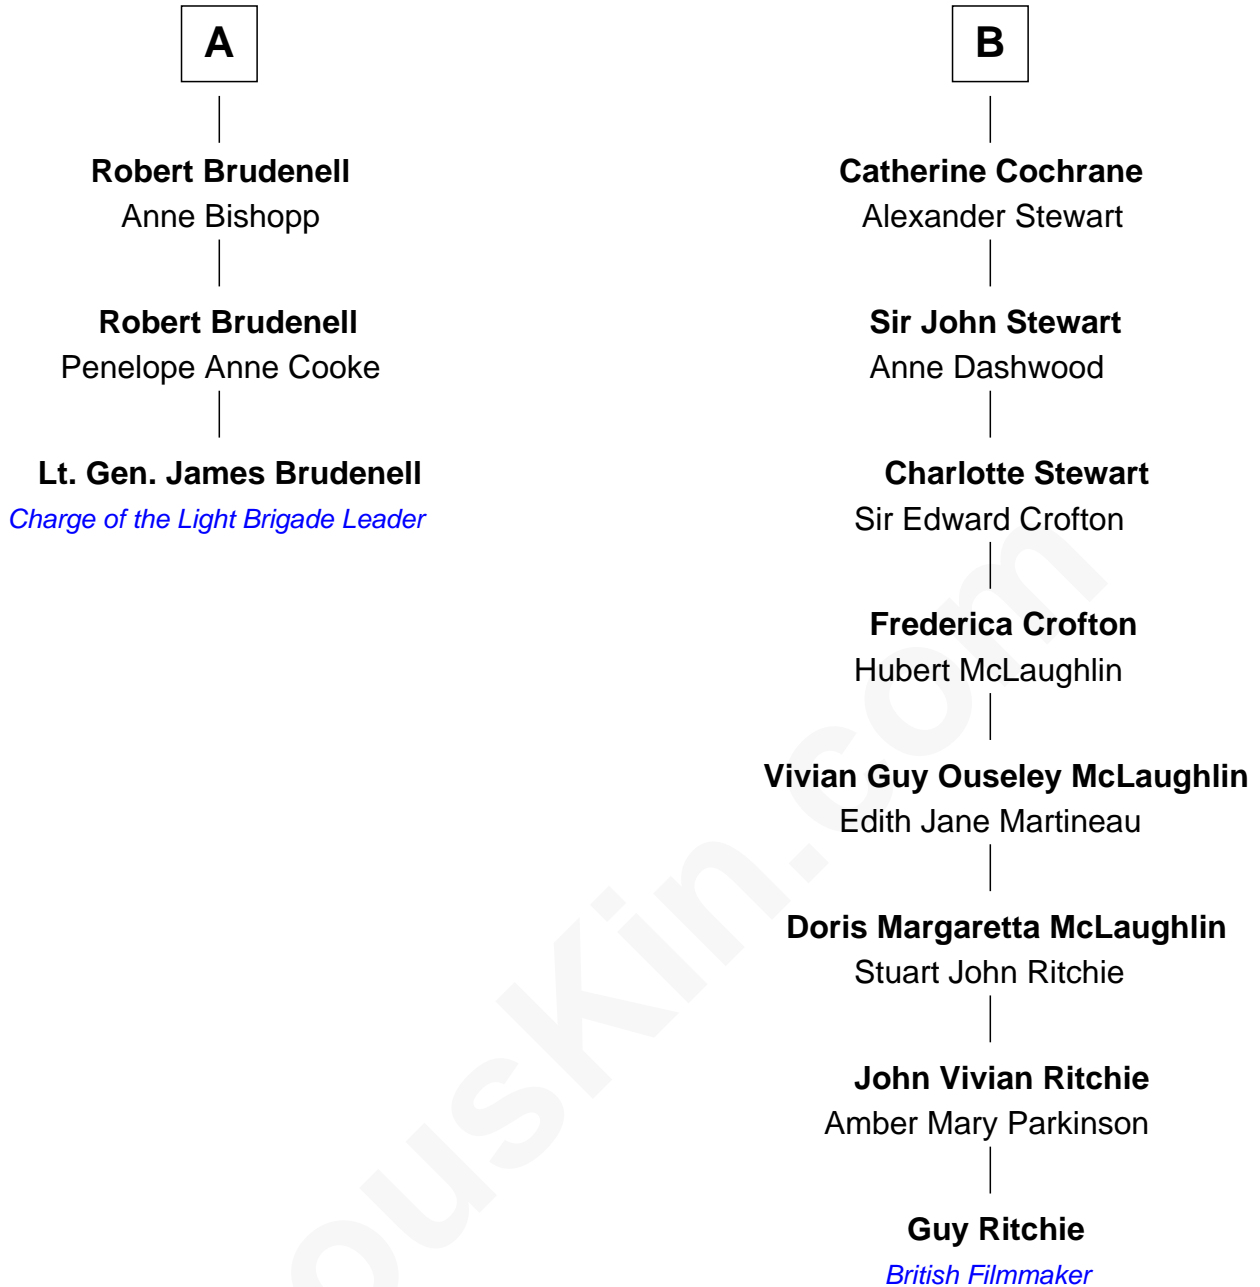 A
Robert Brudenell
Anne Bishopp
Robert Brudenell
Penelope Anne Cooke
Lt. Gen. James Brudenell
Charge of the Light Brigade Leader
B
Catherine Cochrane
Alexander Stewart
Sir John Stewart
Anne Dashwood
Charlotte Stewart
Sir Edward Crofton
Frederica Crofton
Hubert McLaughlin
Vivian Guy Ouseley McLaughlin
Edith Jane Martineau
Doris Margaretta McLaughlin
Stuart John Ritchie
John Vivian Ritchie
Amber Mary Parkinson
Guy Ritchie
British Filmmaker
ousKin.com